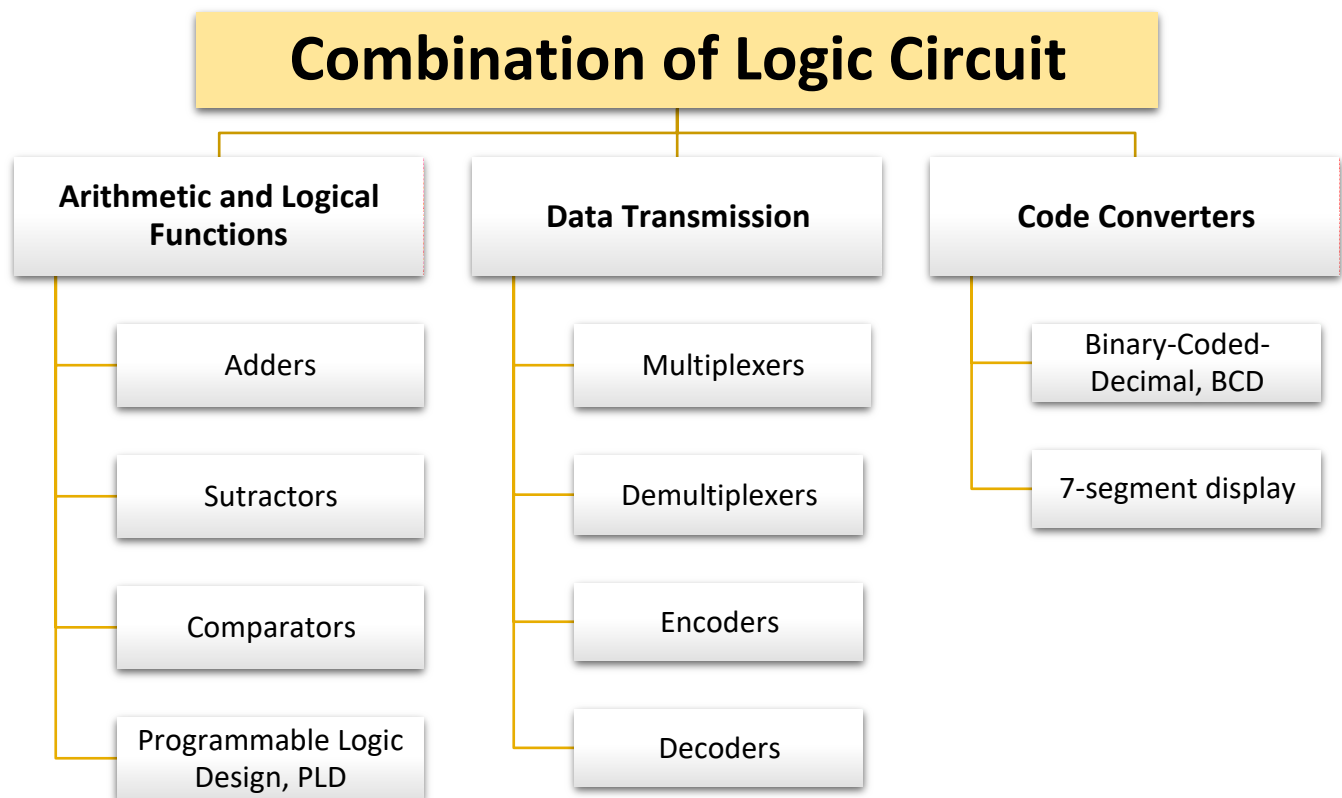 Combination of Logic Circuit
Arithmetic and Logical
Functions
Adders
Sutractors
Comparators
Programmable Logic
Design, PLD
Data Transmission
Multiplexers
Demultiplexers
Encoders
Decoders
Code Converters
Binary-Coded-
Decimal, BCD
7-segment display